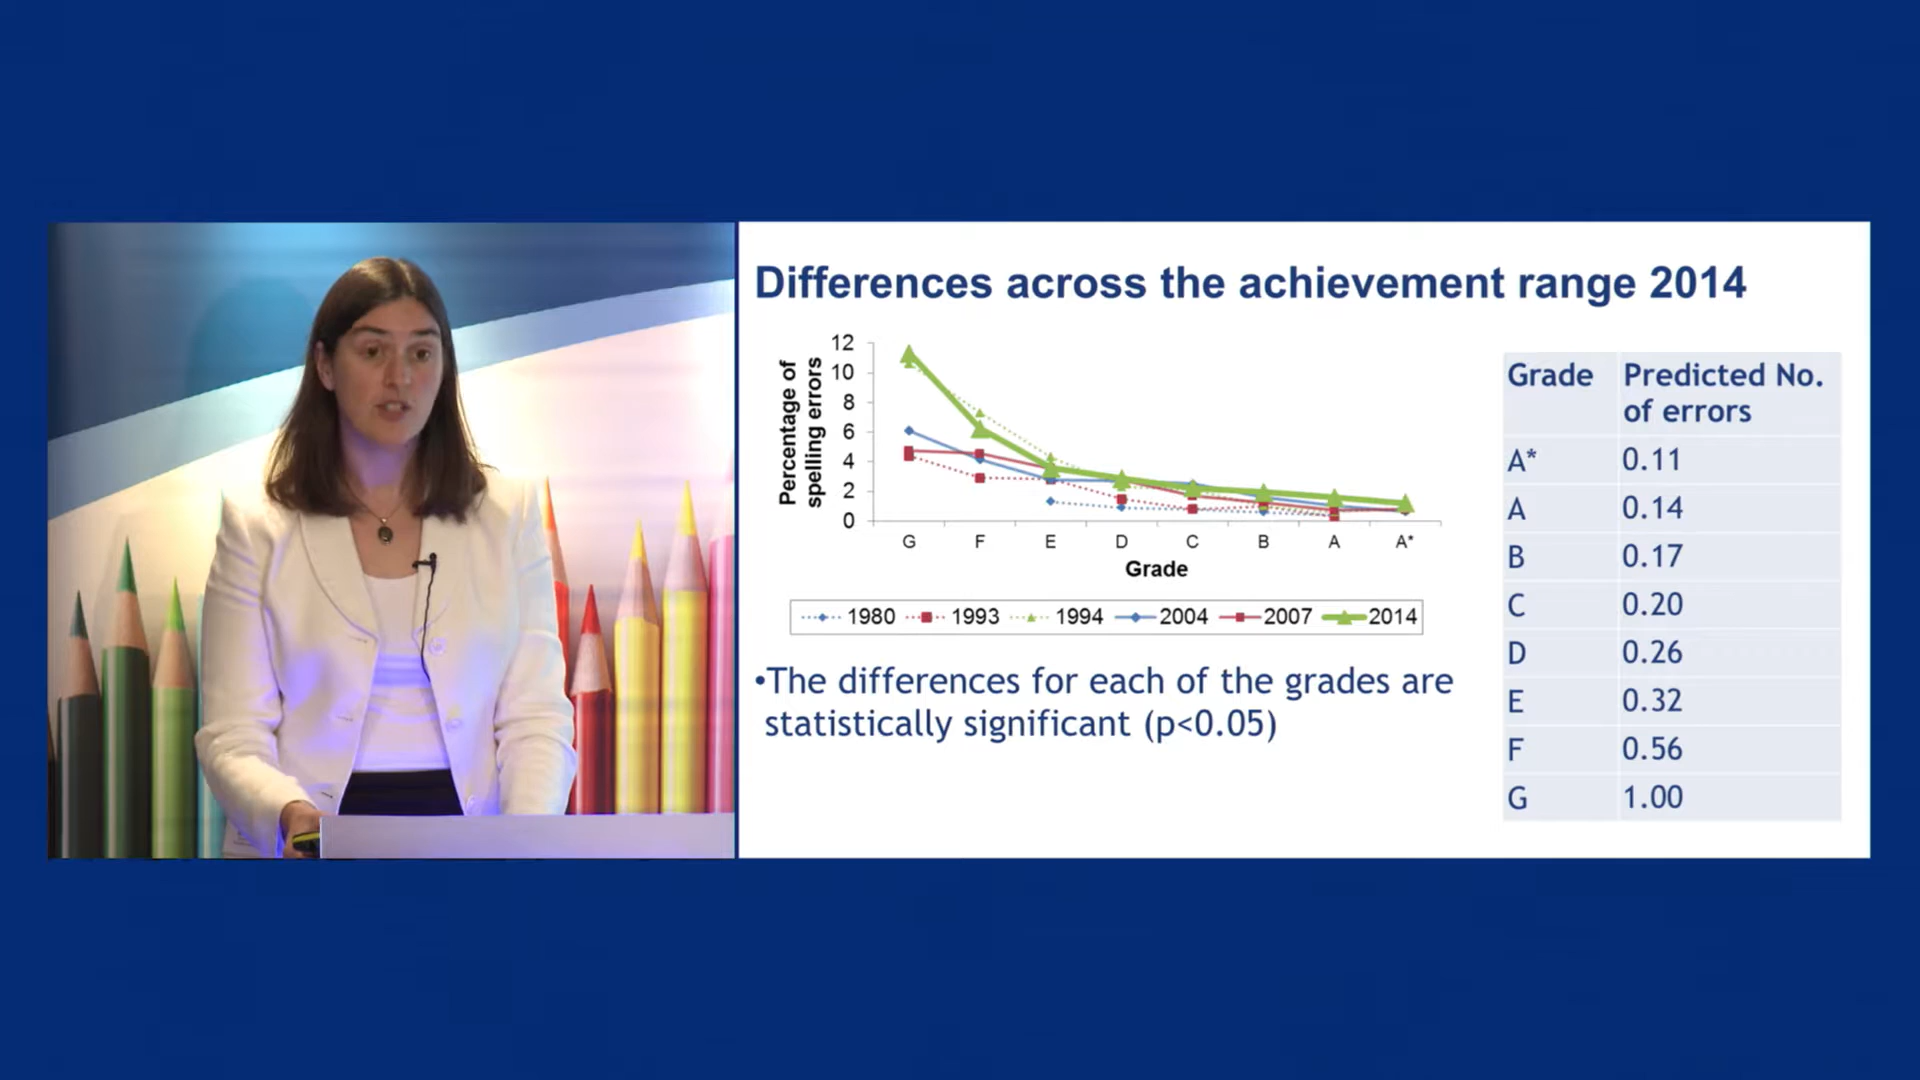 Differences across the achievement range 2014
Percentage of
spelling errors
12
10
8
6
4
2
0
G F E D C B A A*
Grade
1980 1993 1994 2004 2007 2014
•The differences for each of the grades are
statistically significant (p<0.05)
Grade Predicted No.
of errors
A* 0.11
A 0.14
B 0.17
C 0.20
D 0.26
E 0.32
F 0.56
G 1.00